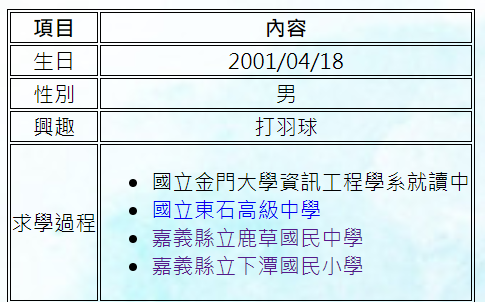 項目 內容
生日 2001/04/18
性別 男
興趣 打羽球
求學過程
國立金門大學資訊工程學系就讀中
國立東石高級中學
嘉義縣立鹿草國民中學
嘉義縣立下潭國民小學